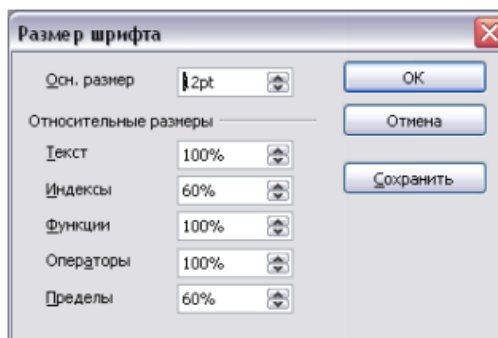 Размер шрифта
Осн. размер 12pt OK
Относительные размеры Отмена
Текст 100%
Индексы 60% Сохранить
Функции 100%
Операторы 100%
Пределы 60%